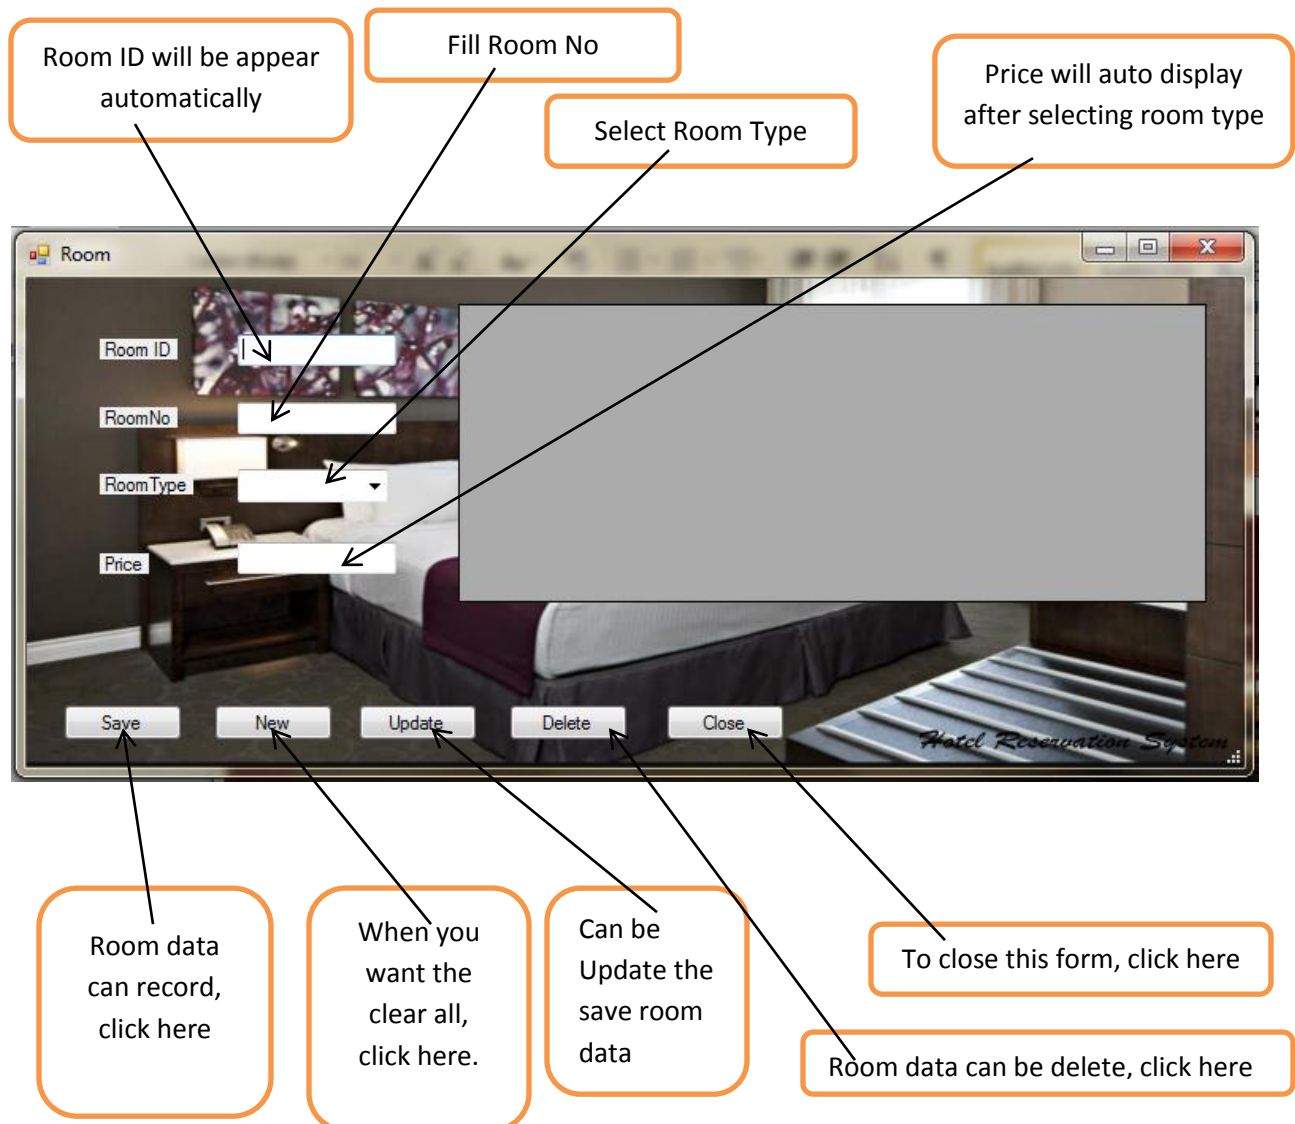 Room ID will be appear
automatically
Fill Room No
Select Room Type
Price will auto display
after selecting room type
Room
Room ID
RoomNo
RoomType
Price
Save
New
Update
Delete
Close
Hotel Reservation System
Room data
can record,
click here
When you
want the
clear all,
click here.
Can be
Update the
save room
data
To close this form, click here
Room data can be delete, click here